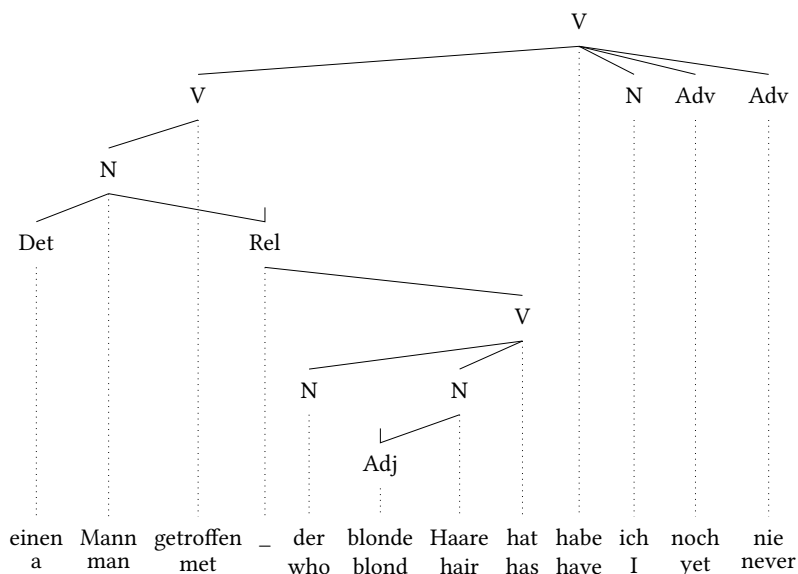 V
V N Adv Adv
N
Det Rel
V
N N
Adj
einen Mann getroffen _ der blonde Haare hat habe ich noch nie
a man met who blond hair has have I yet never